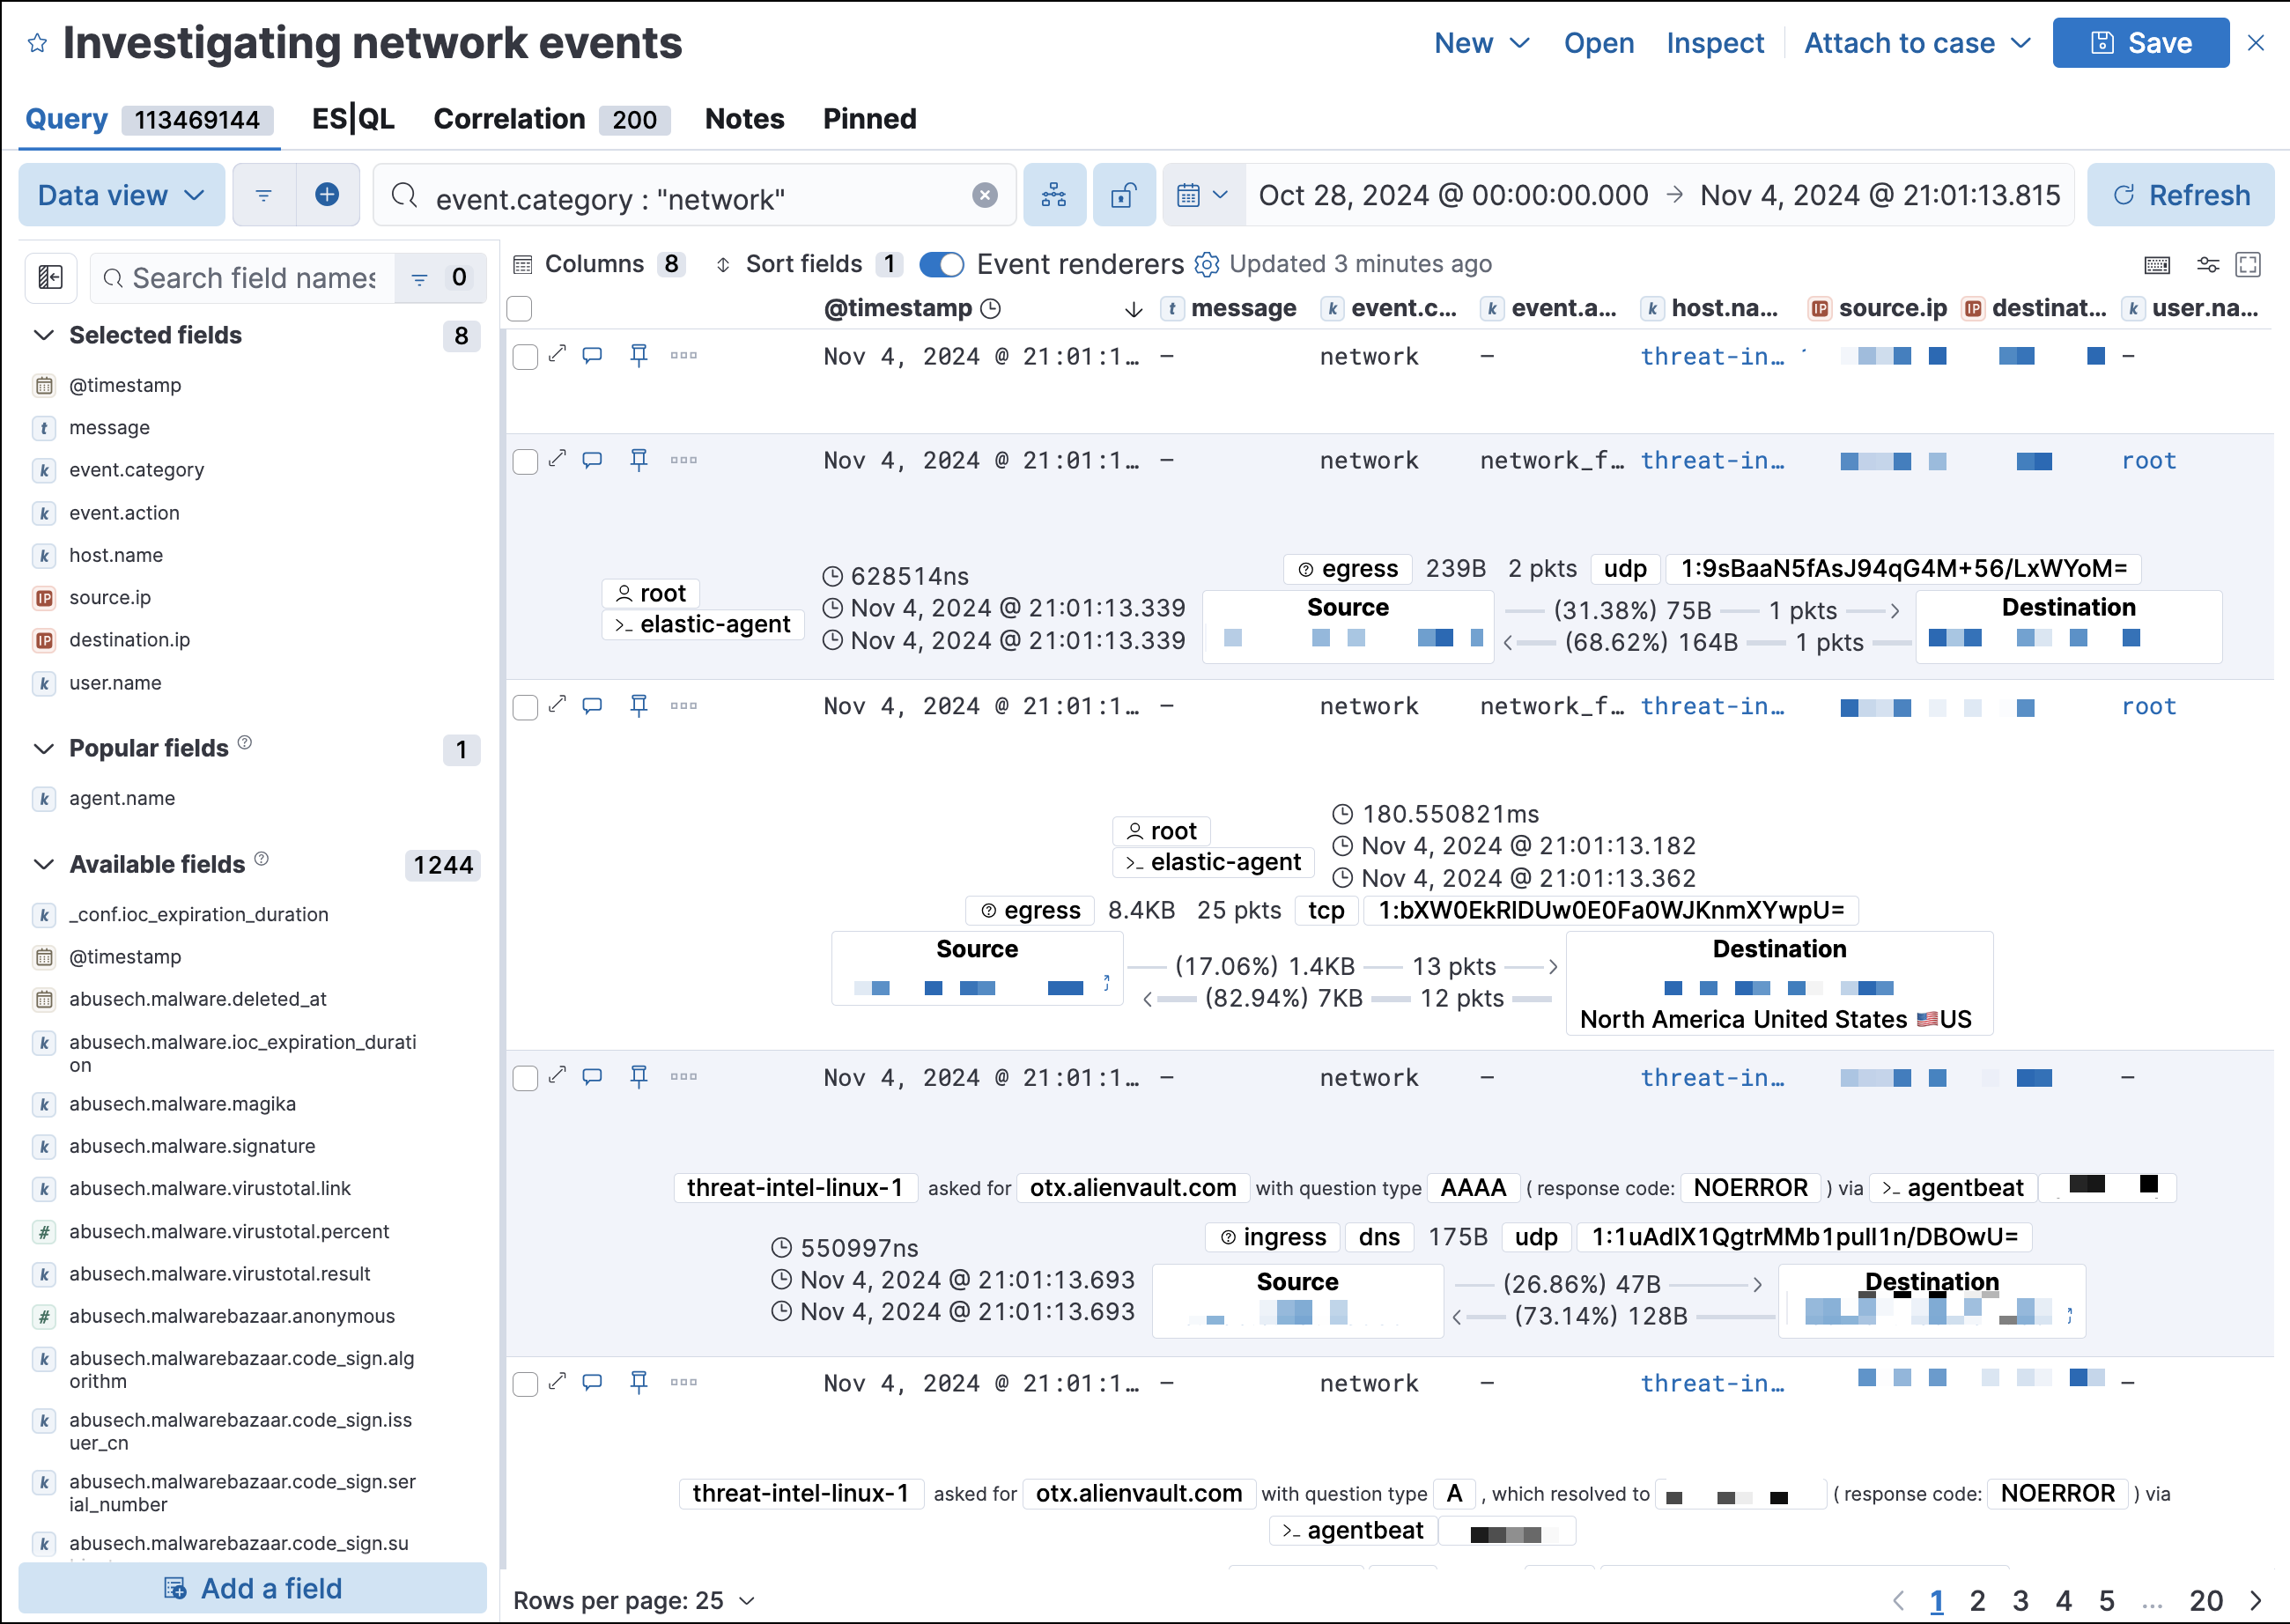 Investigating network events
New Open Inspect Attach to case Save
Query 113469144 ES|QL Correlation 200 Notes Pinned
Data view event.category : "network" Oct 28, 2024 @ 00:00:00.000 → Nov 4, 2024 @ 21:01:13.815 Refresh
Search field names 0
Columns 8 Sort fields 1 Event renderers Updated 3 minutes ago
Selected fields 8
@timestamp
message
event.category
event.action
host.name
source.ip
destination.ip
user.name
Popular fields 1
agent.name
Available fields 1244
_conf.ioc_expiration_duration
@timestamp
abusech.malware.deleted_at
abusech.malware.ioc_expiration_durati
on
abusech.malware.magika
abusech.malware.signature
abusech.malware.virustotal.link
abusech.malware.virustotal.percent
abusech.malware.virustotal.result
abusech.malwarebazaar.anonymous
abusech.malwarebazaar.code_sign.alg
orithm
abusech.malwarebazaar.code_sign.iss
uer_cn
abusech.malwarebazaar.code_sign.ser
ial_number
abusech.malwarebazaar.code_sign.su
Add a field
@timestamp message event.c... event.a... host.na... source.ip destinat... user.na...
Nov 4, 2024 @ 21:01:1... — network — threat-in... —
Nov 4, 2024 @ 21:01:1... — network network_f... threat-in... root
egress 239B 2 pkts udp 1:9sBaaN5fAsJ94qG4M+56/LxWYoM=
root 628514ns
elastic-agent Nov 4, 2024 @ 21:01:13.339
Nov 4, 2024 @ 21:01:13.339
Source (31.38%) 75B 1 pkts Destination
(68.62%) 164B 1 pkts
Nov 4, 2024 @ 21:01:1... — network network_f... threat-in... root
root 180.550821ms
elastic-agent Nov 4, 2024 @ 21:01:13.182
Nov 4, 2024 @ 21:01:13.362
egress 8.4KB 25 pkts tcp 1:bXW0EkRIDUw0E0Fa0WJKnmXYwpU=
Source (17.06%) 1.4KB 13 pkts Destination
(82.94%) 7KB 12 pkts
North America United States 🇺🇸US
Nov 4, 2024 @ 21:01:1... — network — threat-in... —
threat-intel-linux-1 asked for otx.alienvault.com with question type AAAA ( response code: NOERROR ) via >_ agentbeat
ingress dns 175B udp 1:1uAdIX1QgtrMMb1pulI1n/DBOwU=
550997ns
Nov 4, 2024 @ 21:01:13.693
Nov 4, 2024 @ 21:01:13.693
Source (26.86%) 47B Destination
(73.14%) 128B
Nov 4, 2024 @ 21:01:1... — network — threat-in... —
threat-intel-linux-1 asked for otx.alienvault.com with question type A , which resolved to ( response code: NOERROR ) via
>_ agentbeat
Rows per page: 25 1 2 3 4 5 ... 20